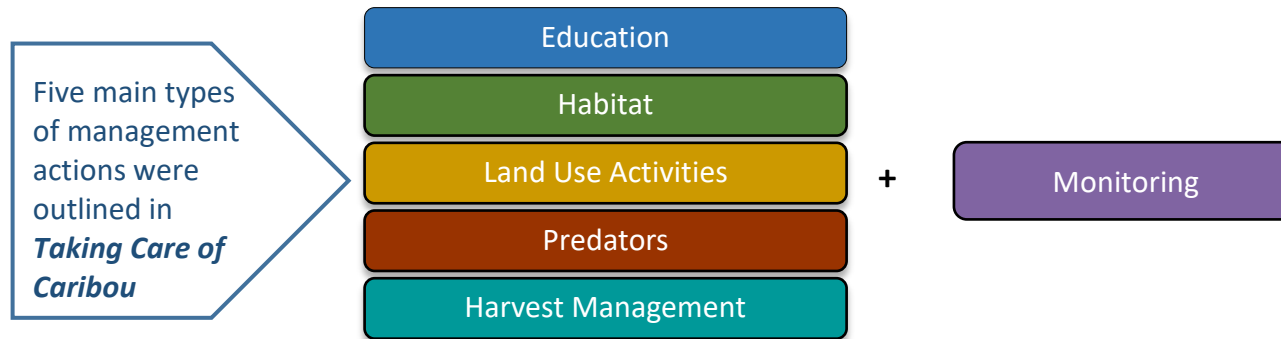 Five main types
of management
actions were
outlined in
Taking Care of
Caribou
Education
Habitat
Land Use Activities
Predators
Harvest Management
+
Monitoring